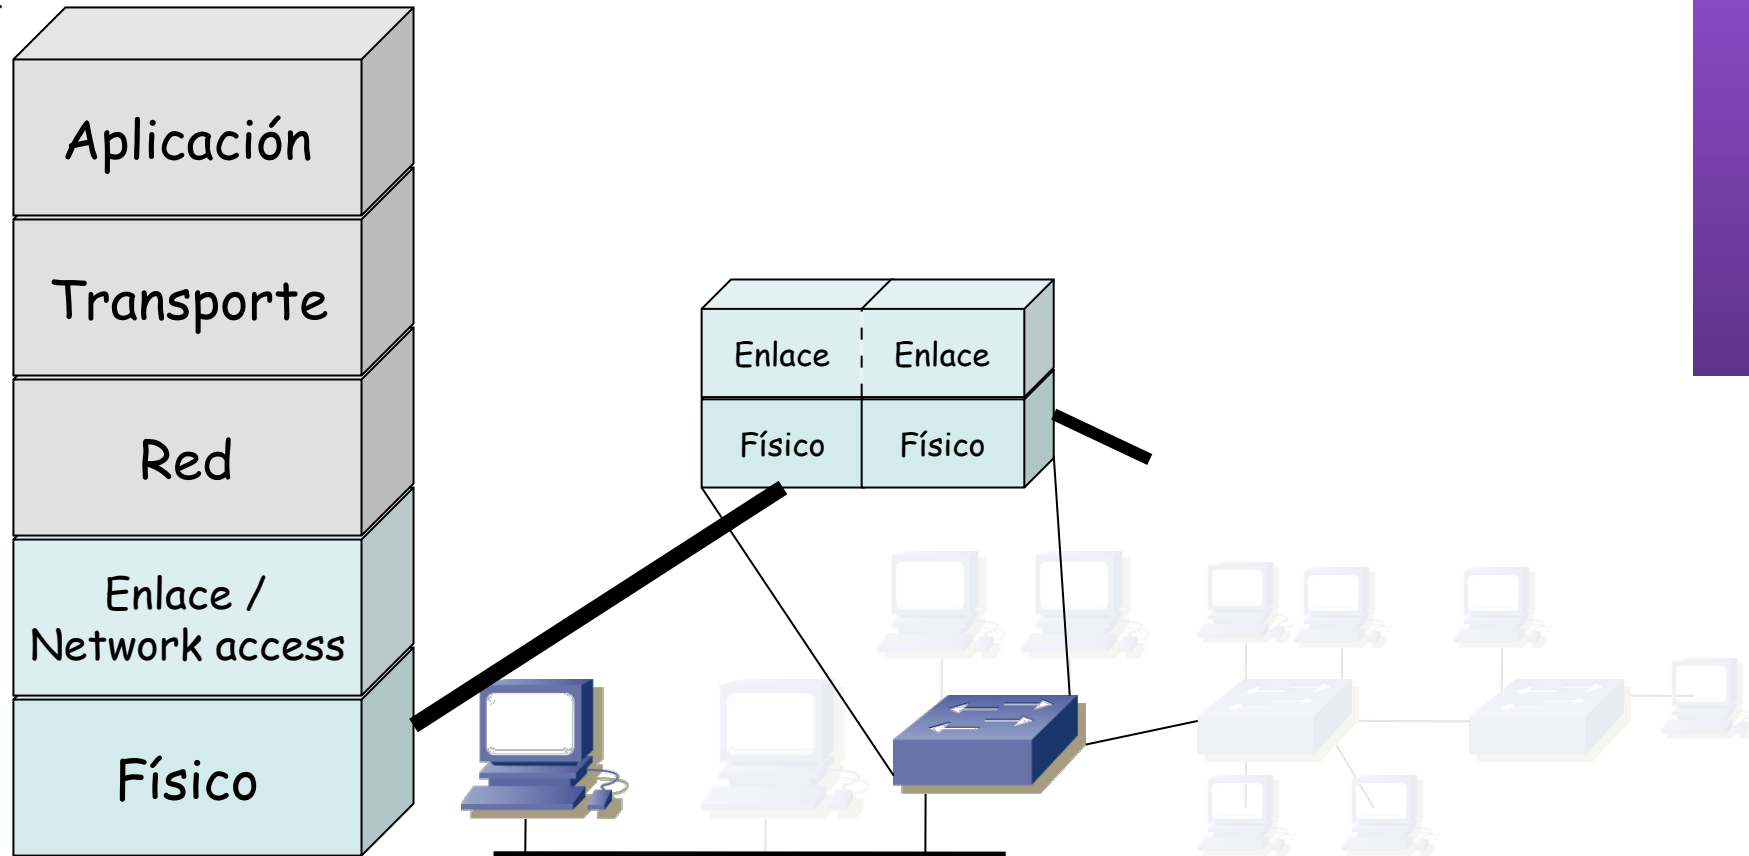 Aplicación
Transporte
Red
Enlace /
Network access
Físico
Enlace Enlace
Físico Físico